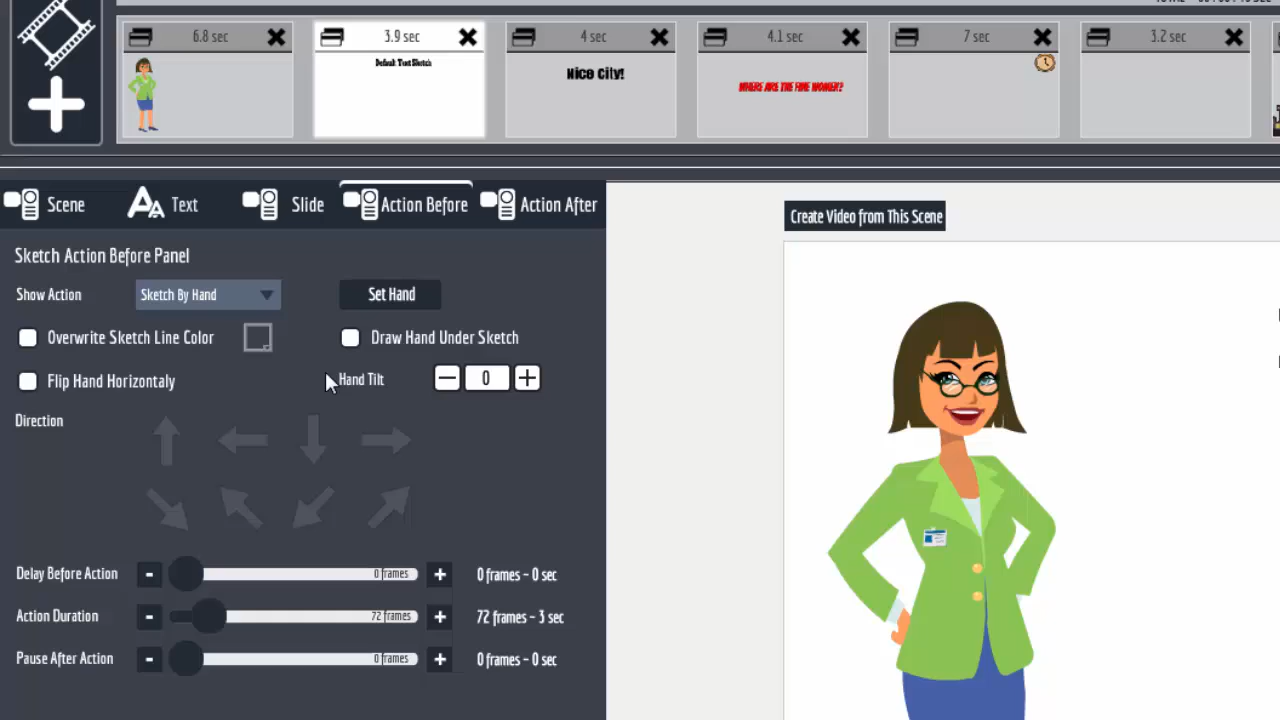 6.8 sec
3.9 sec
4 sec
4.1 sec
7 sec
3.2 sec
Default Text Sketch
Nice City!
WHERE ARE THE FINE WOMEN?
Scene
Text
Slide
Action Before
Action After
Create Video from This Scene
Sketch Action Before Panel
Show Action
Sketch By Hand
Set Hand
Overwrite Sketch Line Color
Draw Hand Under Sketch
Flip Hand Horizontaly
Hand Tilt
0
Direction
Delay Before Action
-
0 frames
+
0 frames - 0 sec
Action Duration
-
72 frames
+
72 frames - 3 sec
Pause After Action
-
0 frames
+
0 frames - 0 sec